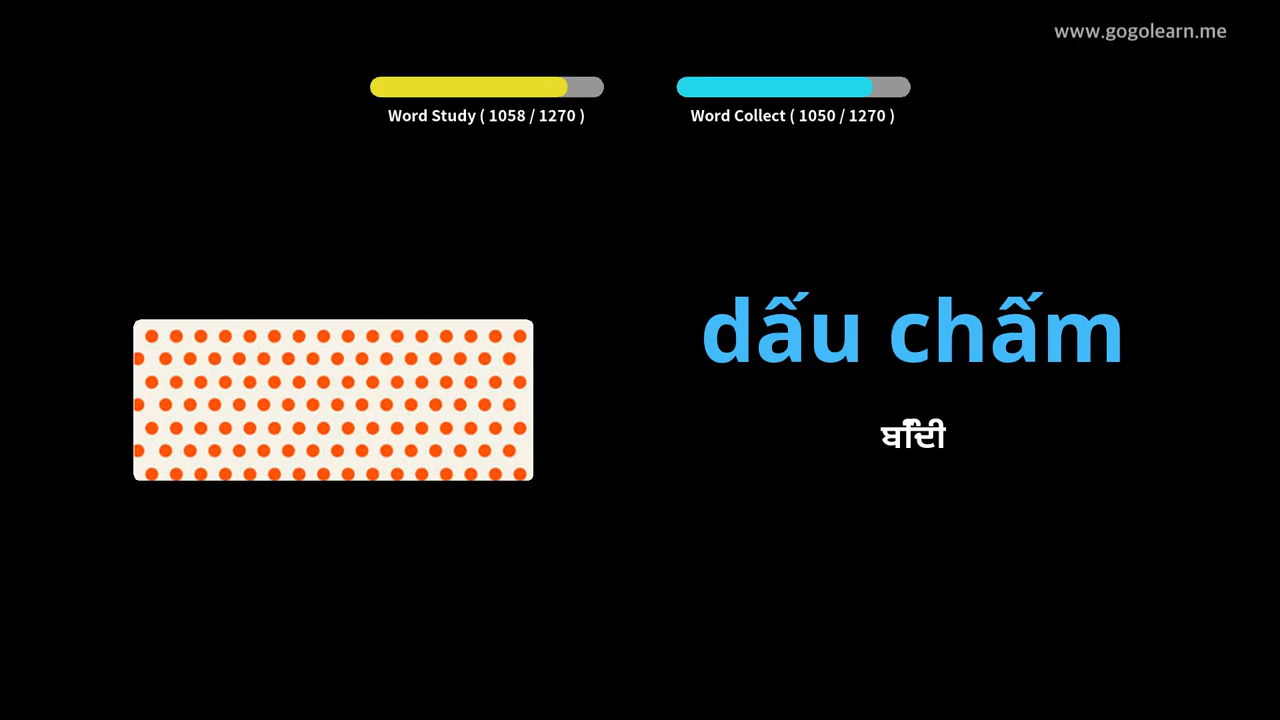 www.gogolearn.me
Word Study ( 1058 / 1270 )
Word Collect ( 1050 / 1270 )
dấu chấm
ਬਿੰਦੀ